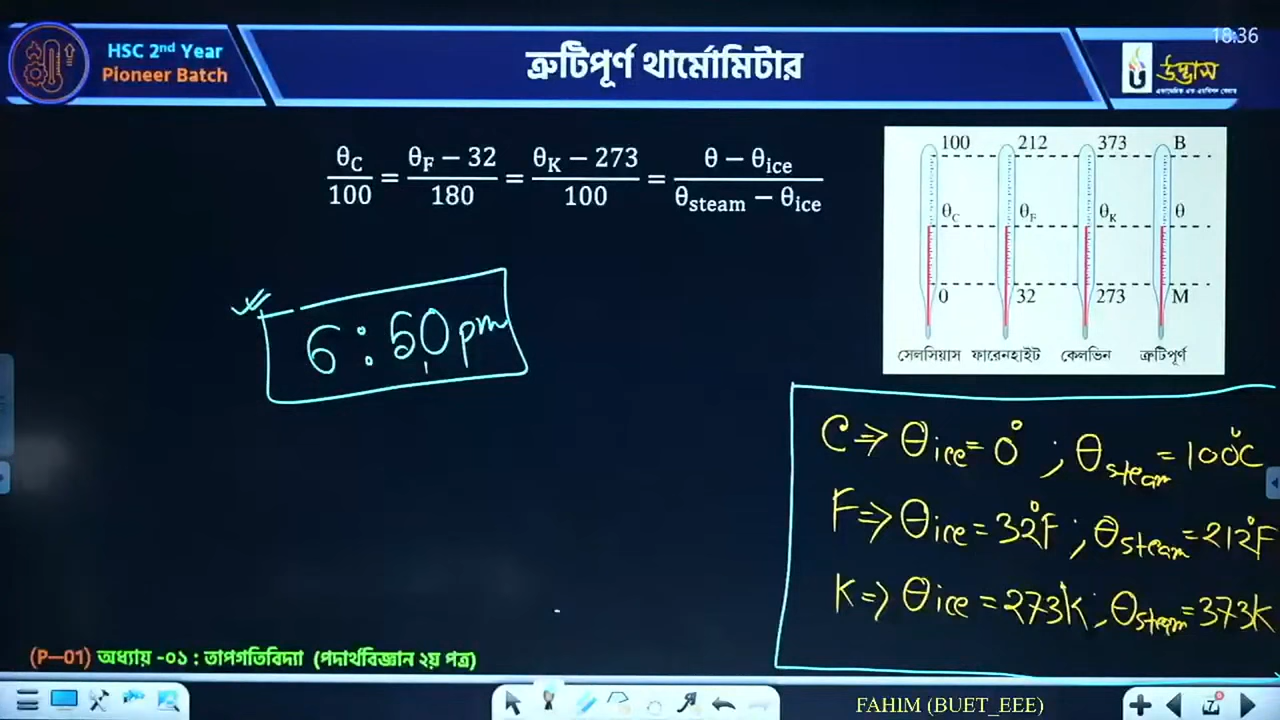 18:36
HSC 2nd Year
Pioneer Batch
ত্রুটিপূর্ণ থার্মোমিটার
উদ্ভাস
θC/100 = (θF − 32)/180 = (θK − 273)/100 = (θ − θice)/(θsteam − θice)
100 212 373 B
θC θF θK θ
0 32 273 M
সেলসিয়াস ফারেনহাইট কেলভিন ত্রুটিপূর্ণ
6:50 pm
C ⇒ θice = 0° ; θsteam = 100°C
F ⇒ θice = 32°F ; θsteam = 212°F
K ⇒ θice = 273K ; θsteam = 373K
(P–01) অধ্যায় -০১ : তাপগতিবিদ্যা (পদার্থবিজ্ঞান ২য় পত্র)
FAHIM (BUET_EEE)
7